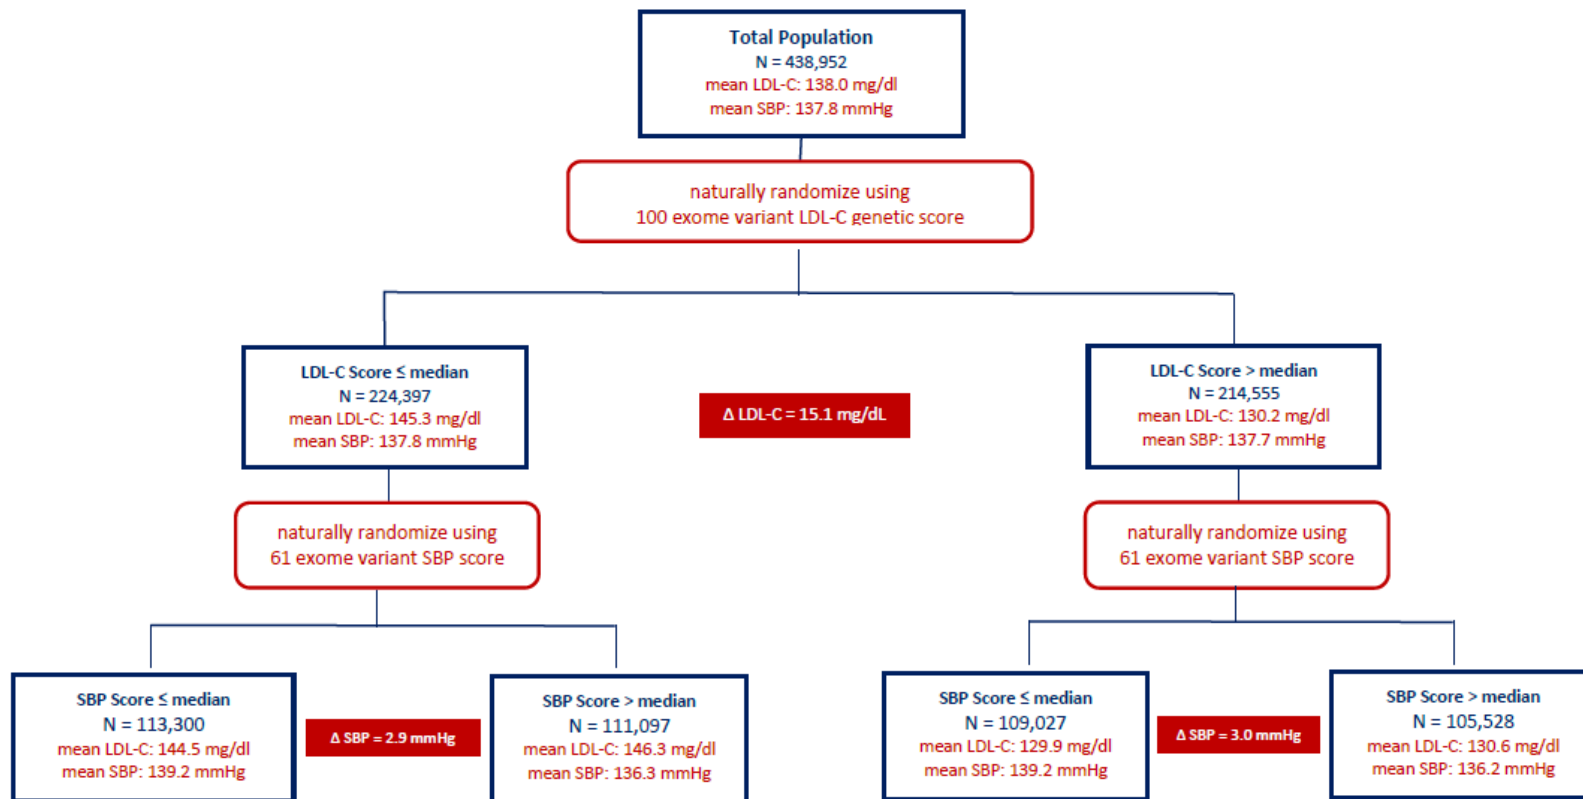 Total Population
N = 438,952
mean LDL-C: 138.0 mg/dl
mean SBP: 137.8 mmHg
naturally randomize using
100 exome variant LDL-C genetic score
LDL-C Score ≤ median
N = 224,397
mean LDL-C: 145.3 mg/dl
mean SBP: 137.8 mmHg
Δ LDL-C = 15.1 mg/dL
LDL-C Score > median
N = 214,555
mean LDL-C: 130.2 mg/dl
mean SBP: 137.7 mmHg
naturally randomize using
61 exome variant SBP score
naturally randomize using
61 exome variant SBP score
SBP Score ≤ median
N = 113,300
mean LDL-C: 144.5 mg/dl
mean SBP: 139.2 mmHg
Δ SBP = 2.9 mmHg
SBP Score > median
N = 111,097
mean LDL-C: 146.3 mg/dl
mean SBP: 136.3 mmHg
SBP Score ≤ median
N = 109,027
mean LDL-C: 129.9 mg/dl
mean SBP: 139.2 mmHg
Δ SBP = 3.0 mmHg
SBP Score > median
N = 105,528
mean LDL-C: 130.6 mg/dl
mean SBP: 136.2 mmHg